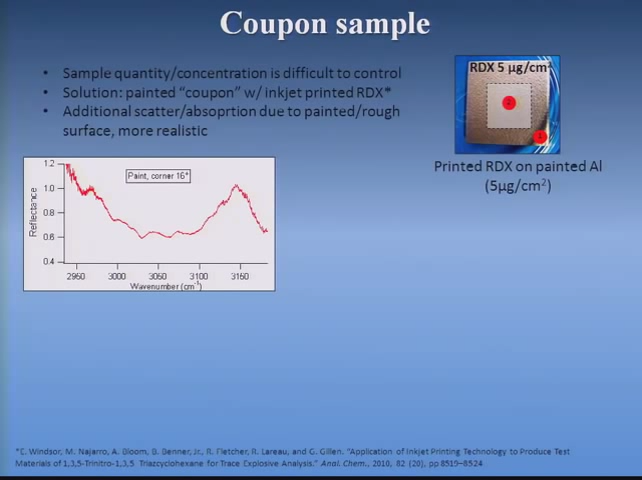 Coupon sample
• Sample quantity/concentration is difficult to control
• Solution: painted “coupon” w/ inkjet printed RDX*
• Additional scatter/absoprtion due to painted/rough
surface, more realistic
RDX 5 µg/cm²
2
1
Printed RDX on painted Al
(5µg/cm²)
Paint, corner 16"
Reflectance
1.2
1.0
0.8
0.6
0.4
2950 3000 3050 3100 3150
Wavenumber (cm⁻¹)
*E. Windsor, M. Najarro, A. Bloom, B. Benner, Jr., R. Fletcher, R. Lareau, and G. Gillen. “Application of Inkjet Printing Technology to Produce Test
Materials of 1,3,5-Trinitro-1,3,5 Triazcyclohexane for Trace Explosive Analysis.” Anal. Chem., 2010, 82 (20), pp 8519–8524